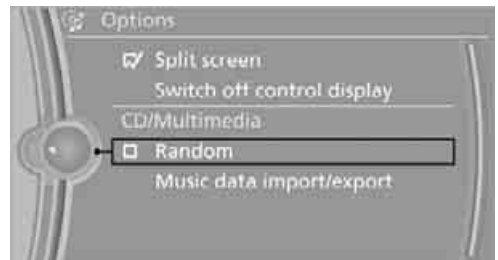 Options
Split screen
Switch off control display
CD/Multimedia
Random
Music data import/export